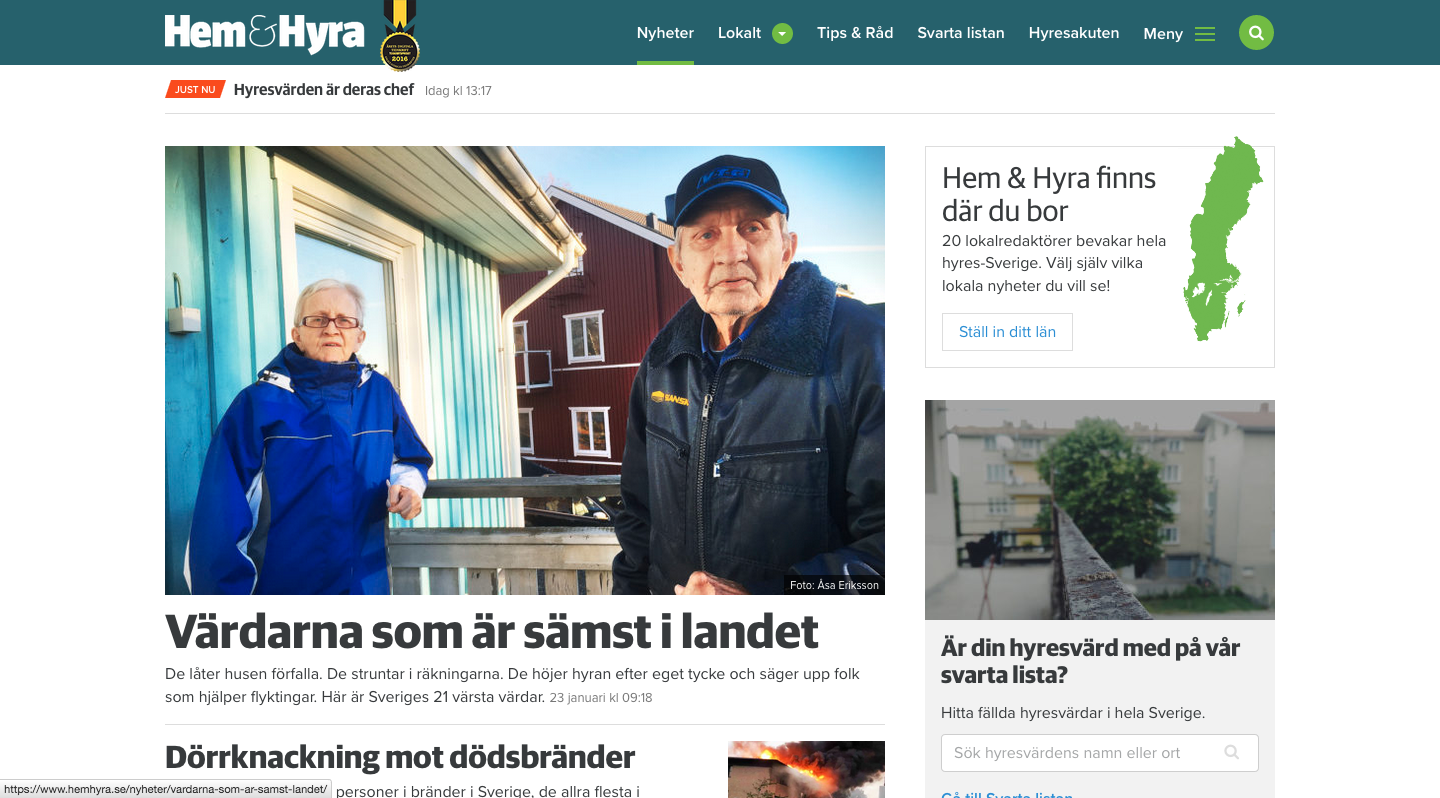 Hem&Hyra
2016
Nyheter
Lokalt
Tips & Råd
Svarta listan
Hyresakuten
Meny
JUST NU Hyresvärden är deras chef Idag kl 13:17
Foto: Åsa Eriksson
Värdarna som är sämst i landet
De låter husen förfalla. De struntar i räkningarna. De höjer hyran efter eget tycke och säger upp folk
som hjälper flyktingar. Här är Sveriges 21 värsta värdar. 23 januari kl 09:18
Dörrknackning mot dödsbränder
personer i bränder i Sverige, de allra flesta i
Hem & Hyra finns
där du bor
20 lokalredaktörer bevakar hela
hyres-Sverige. Välj själv vilka
lokala nyheter du vill se!
Ställ in ditt län
Är din hyresvärd med på vår
svarta lista?
Hitta fällda hyresvärdar i hela Sverige.
Sök hyresvärdens namn eller ort
Gå till Svarta listan
https://www.hemhyra.se/nyheter/vardarna-som-ar-samst-landet/